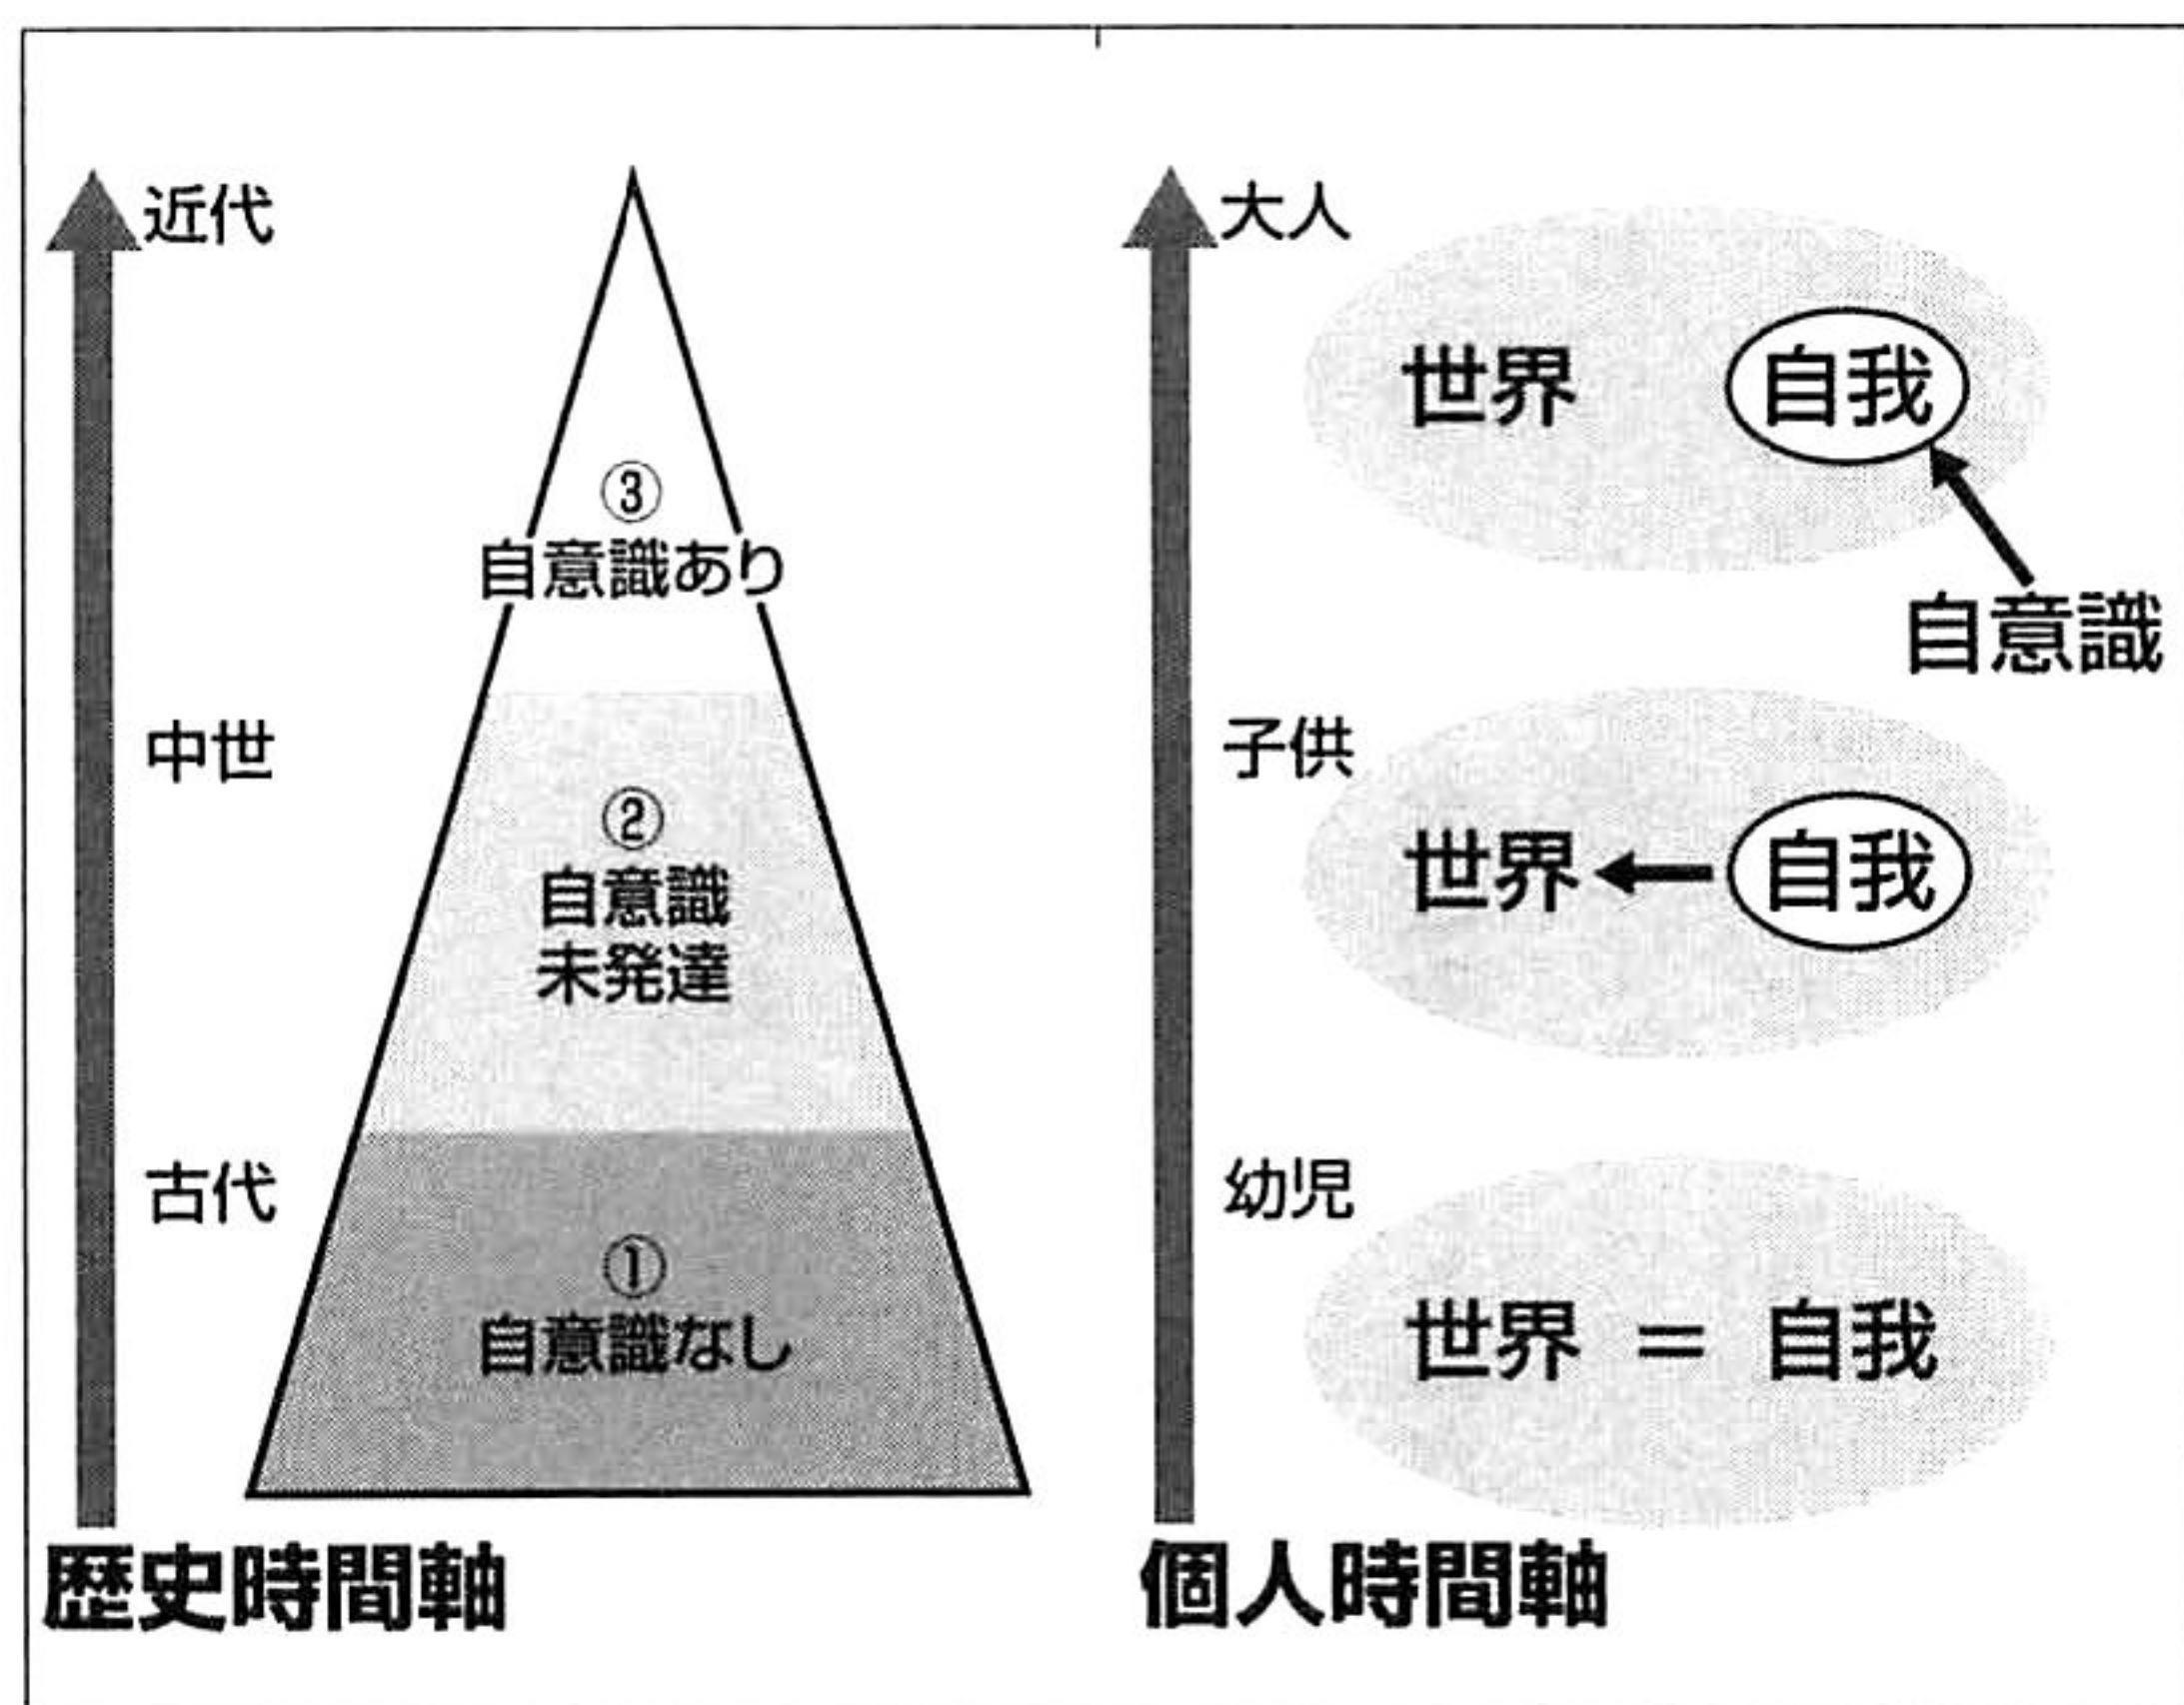 近代
③
自意識あり
中世
②
自意識
未発達
古代
①
自意識なし
歴史時間軸
大人
世界 自我
自意識
子供
世界 自我
幼児
世界 = 自我
個人時間軸